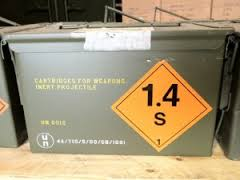 CARTRIDGES FOR WEAPONS,
INERT PROJECTILE
UN 0012
1.4
S
1
u
n